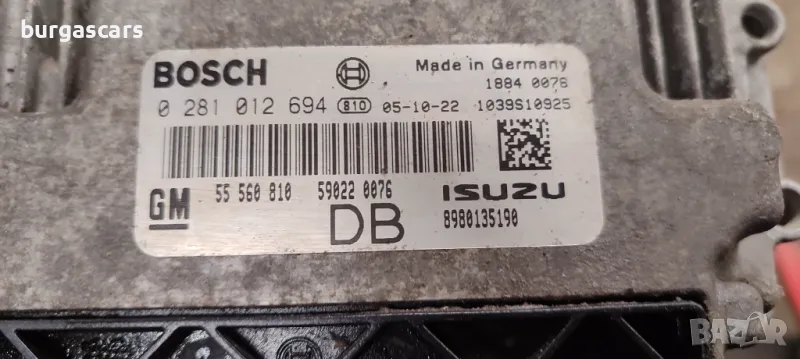 burgascars
BOSCH
Made in Germany
1884 0076
0 281 012 694 810 05-10-22 1039S10925
GM 55 560 810 59022 0076 ISUZU
DB 8980135190
BAZAR